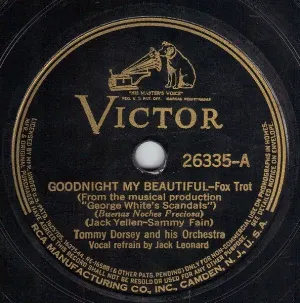 "HIS MASTER'S VOICE"
VICTOR
26335-A
GOODNIGHT MY BEAUTIFUL-Fox Trot
(From the musical production
"George White's Scandals")
(Buenas Noches Preciosa)
(Jack Yellen-Sammy Fain)
Tommy Dorsey and his Orchestra
Vocal refrain by Jack Leonard
RCA MANUFACTURING CO., INC., CAMDEN, N. J., U. S. A.